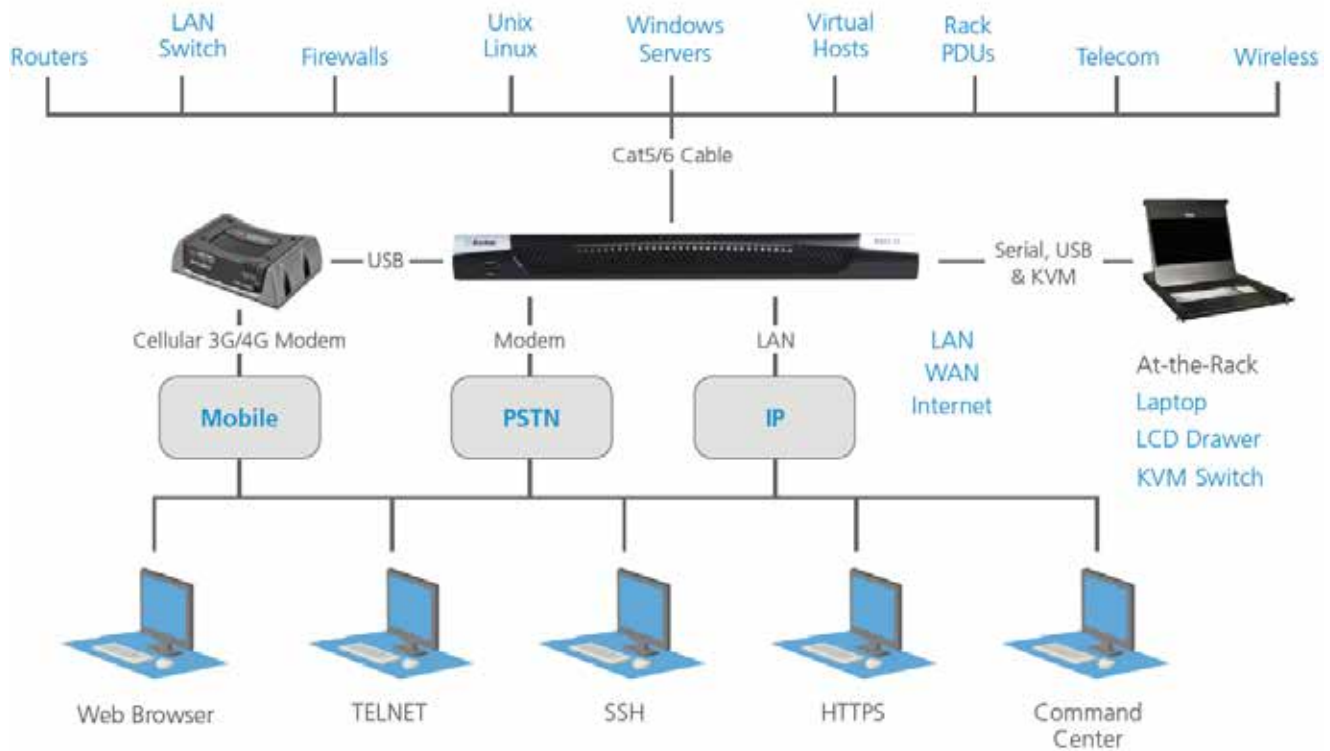 Routers
LAN
Switch
Firewalls
Unix
Linux
Windows
Servers
Virtual
Hosts
Rack
PDUs
Telecom
Wireless
Cat5/6 Cable
USB
Serial, USB
& KVM
Cellular 3G/4G Modem
Modem
LAN
LAN
WAN
Internet
Mobile
PSTN
IP
At-the-Rack
Laptop
LCD Drawer
KVM Switch
Web Browser
TELNET
SSH
HTTPS
Command
Center